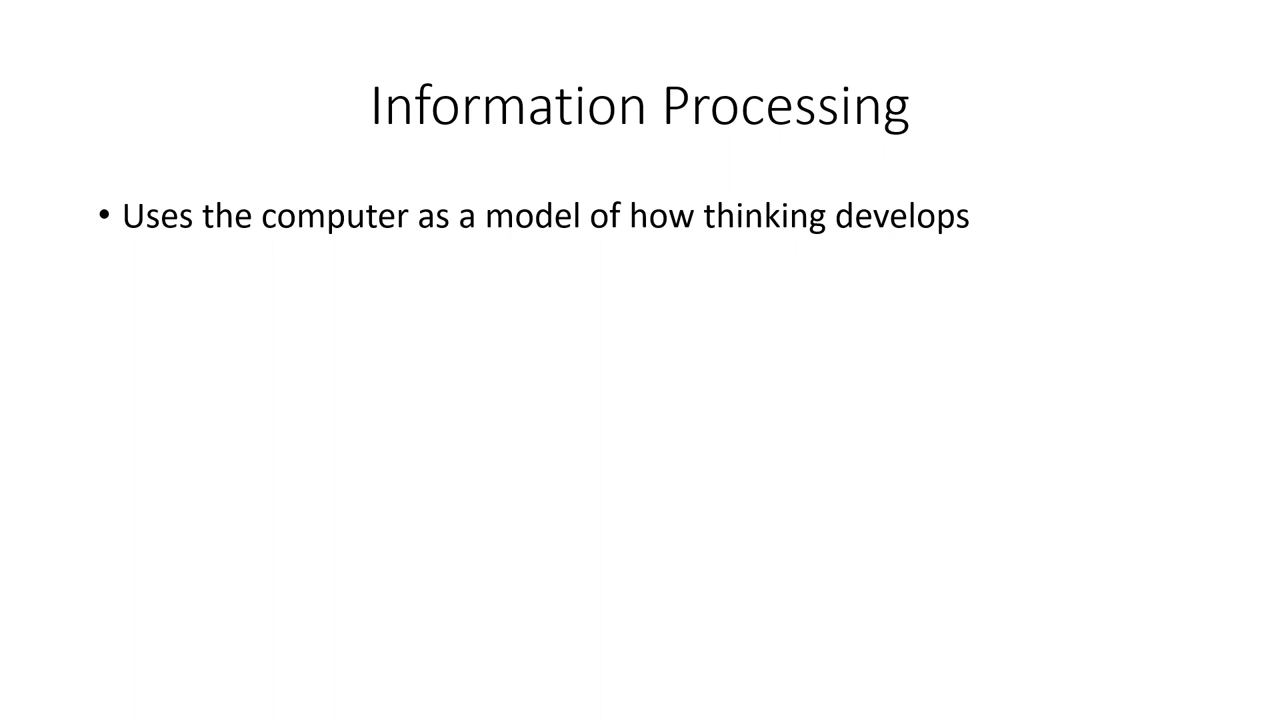 Information Processing
• Uses the computer as a model of how thinking develops